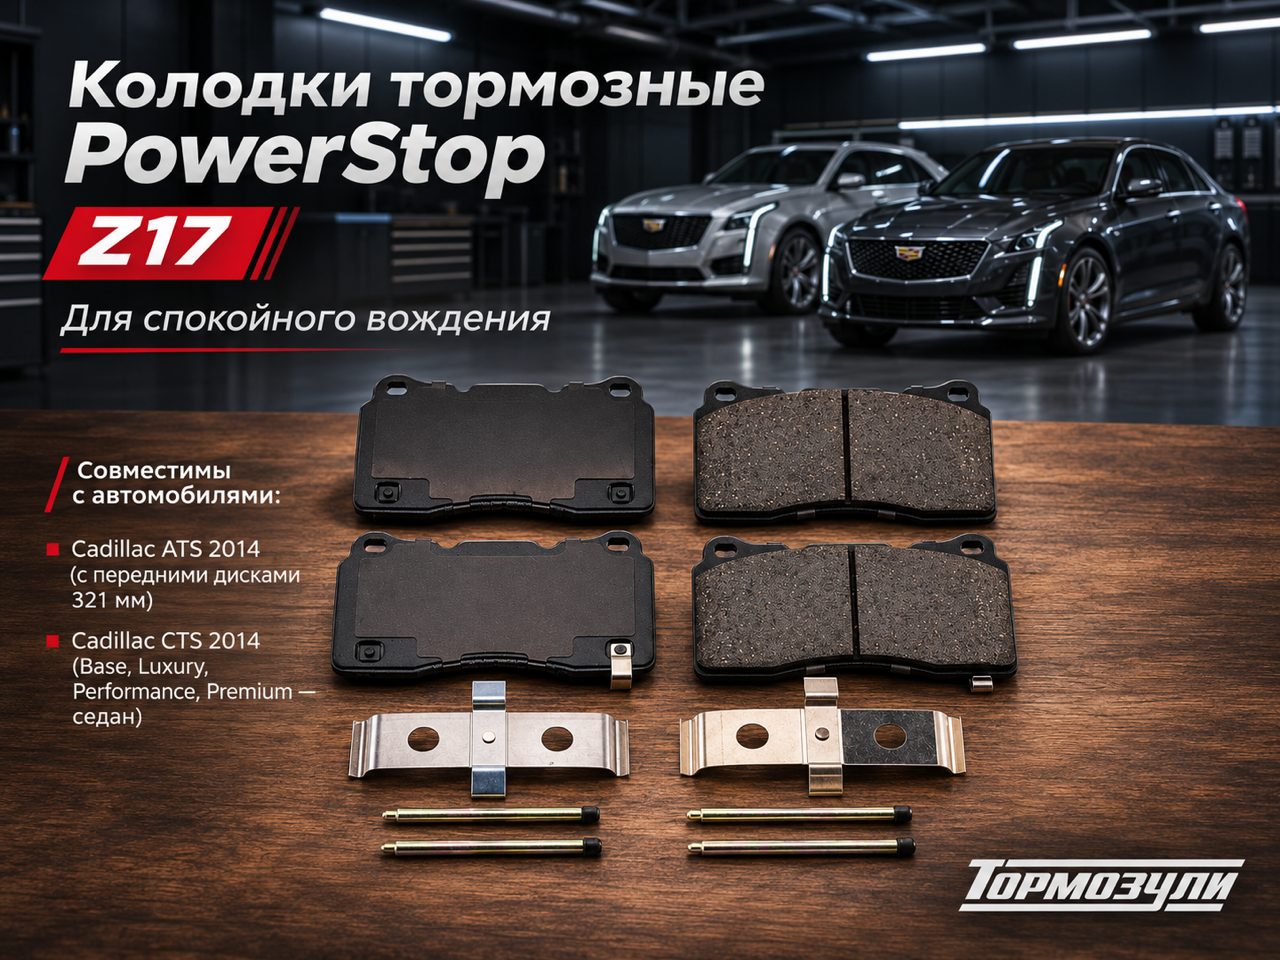 Колодки тормозные
PowerStop
Z17
Для спокойного вождения
Совместимы
с автомобилями:
Cadillac ATS 2014
(с передними дисками
321 мм)
Cadillac CTS 2014
(Base, Luxury,
Performance, Premium —
седан)
Тормозули